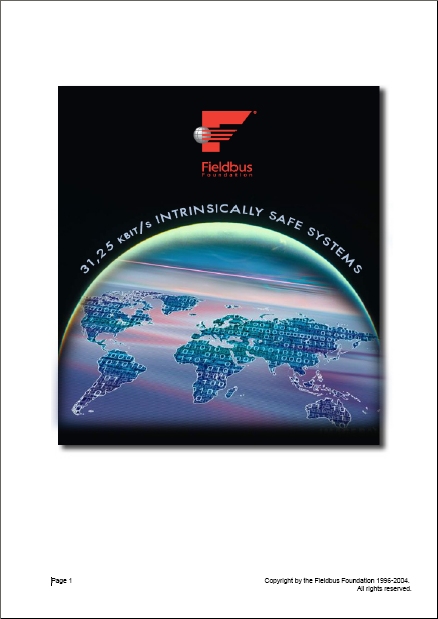 Fieldbus
Foundation
31,25 KBIT/S INTRINSICALLY SAFE SYSTEMS
Page 1
Copyright by the Fieldbus Foundation 1996-2004.
All rights reserved.